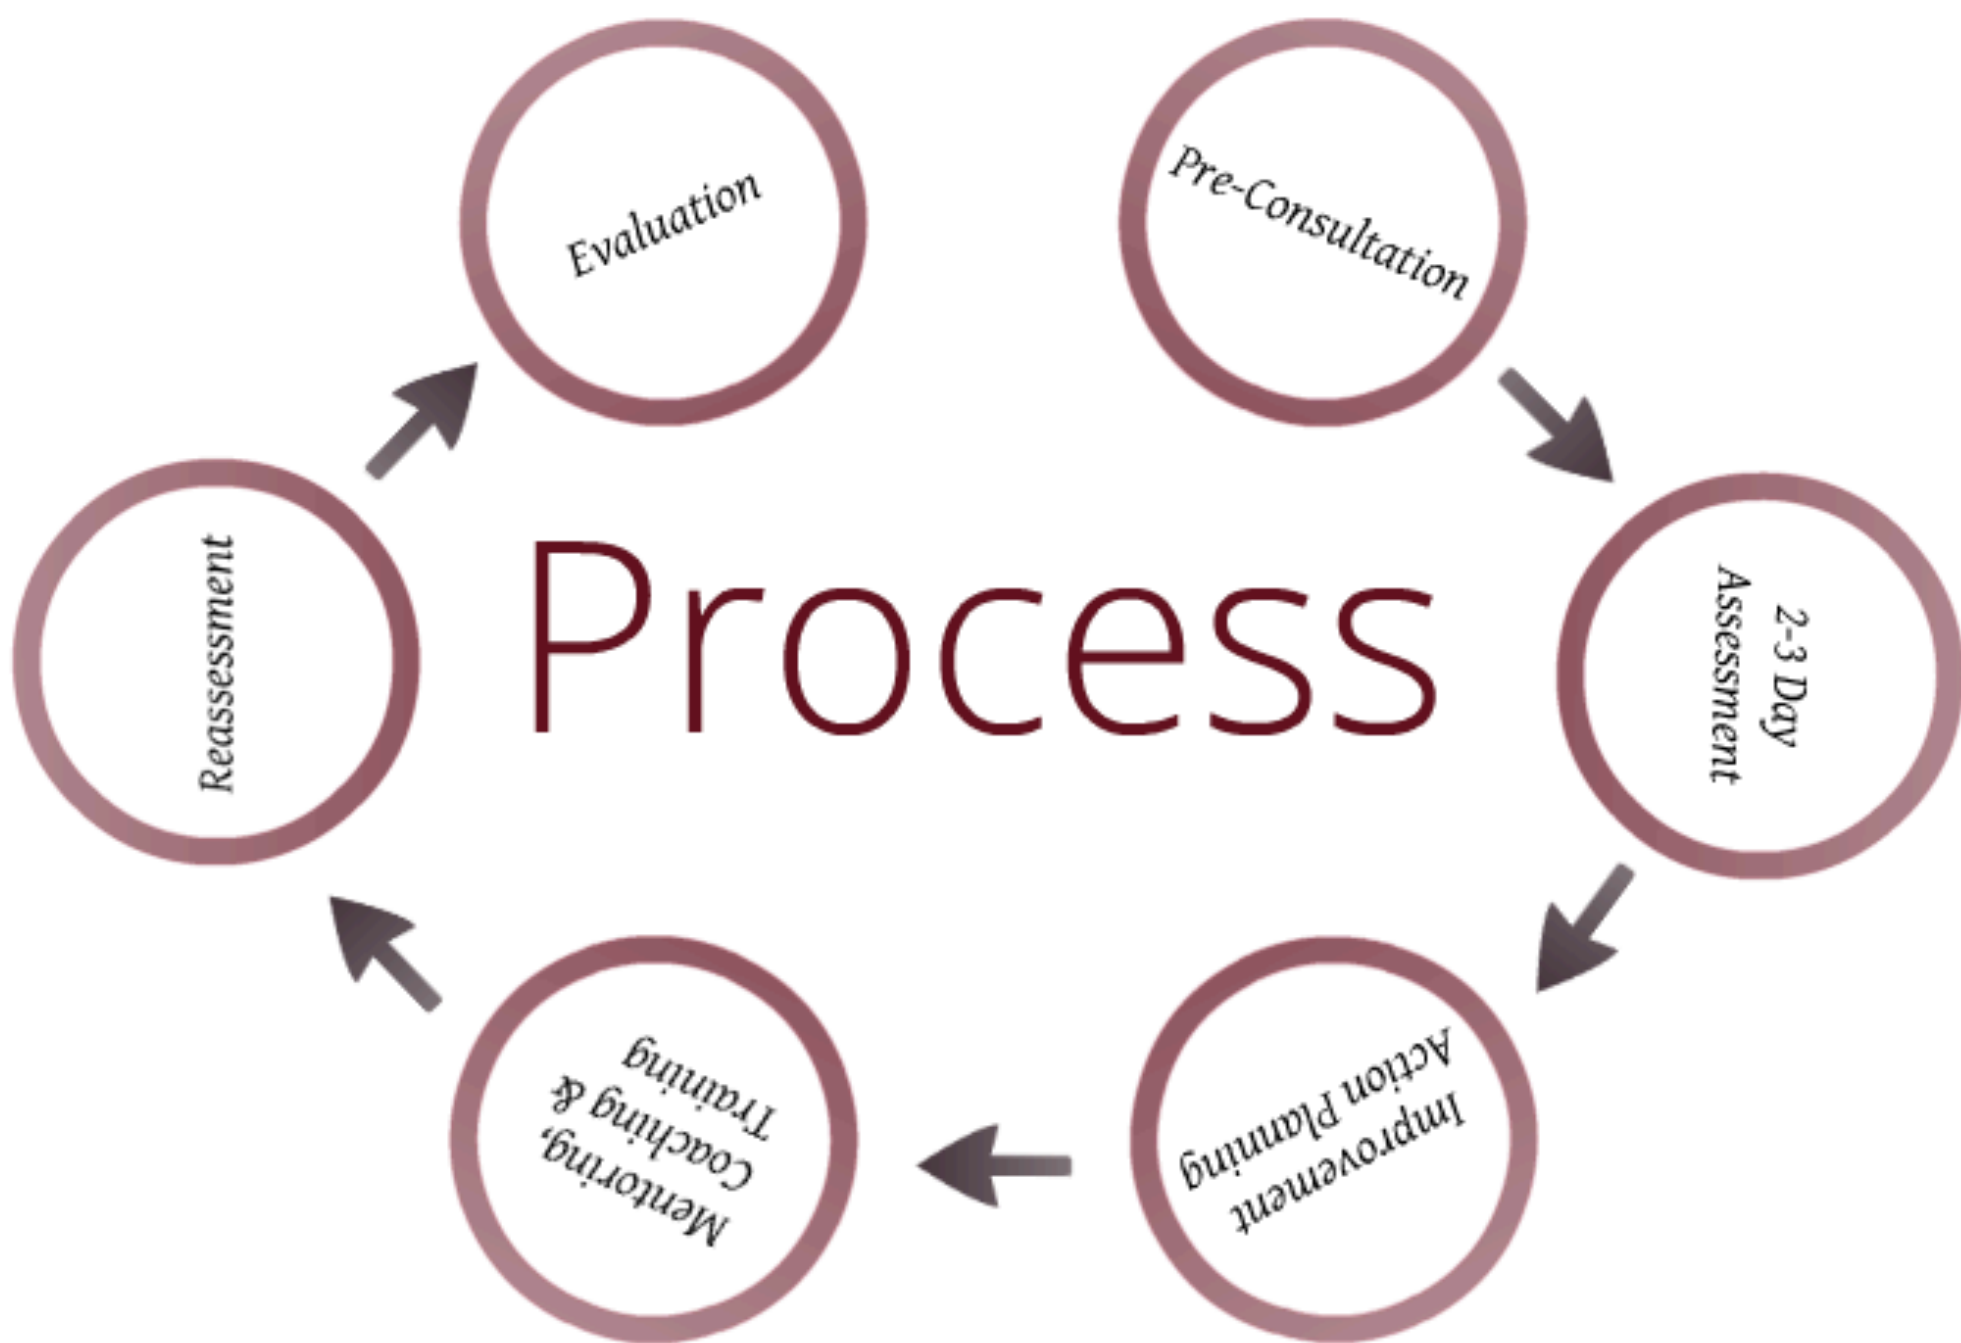 Process
Pre-Consultation
2-3 Day
Assessment
Improvement
Action Planning
Mentoring,
Coaching &
Training
Reassessment
Evaluation